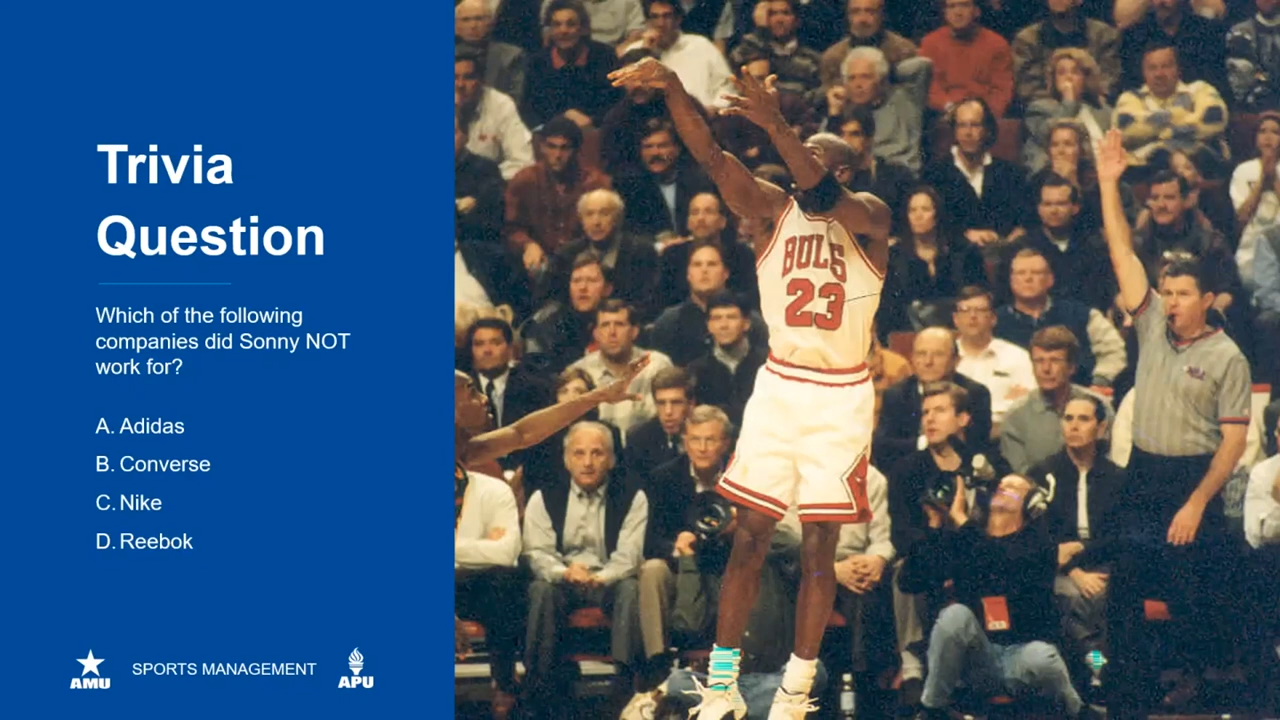 Trivia
Question
Which of the following
companies did Sonny NOT
work for?
A. Adidas
B. Converse
C. Nike
D. Reebok
AMU
SPORTS MANAGEMENT
APU
BULLS
23